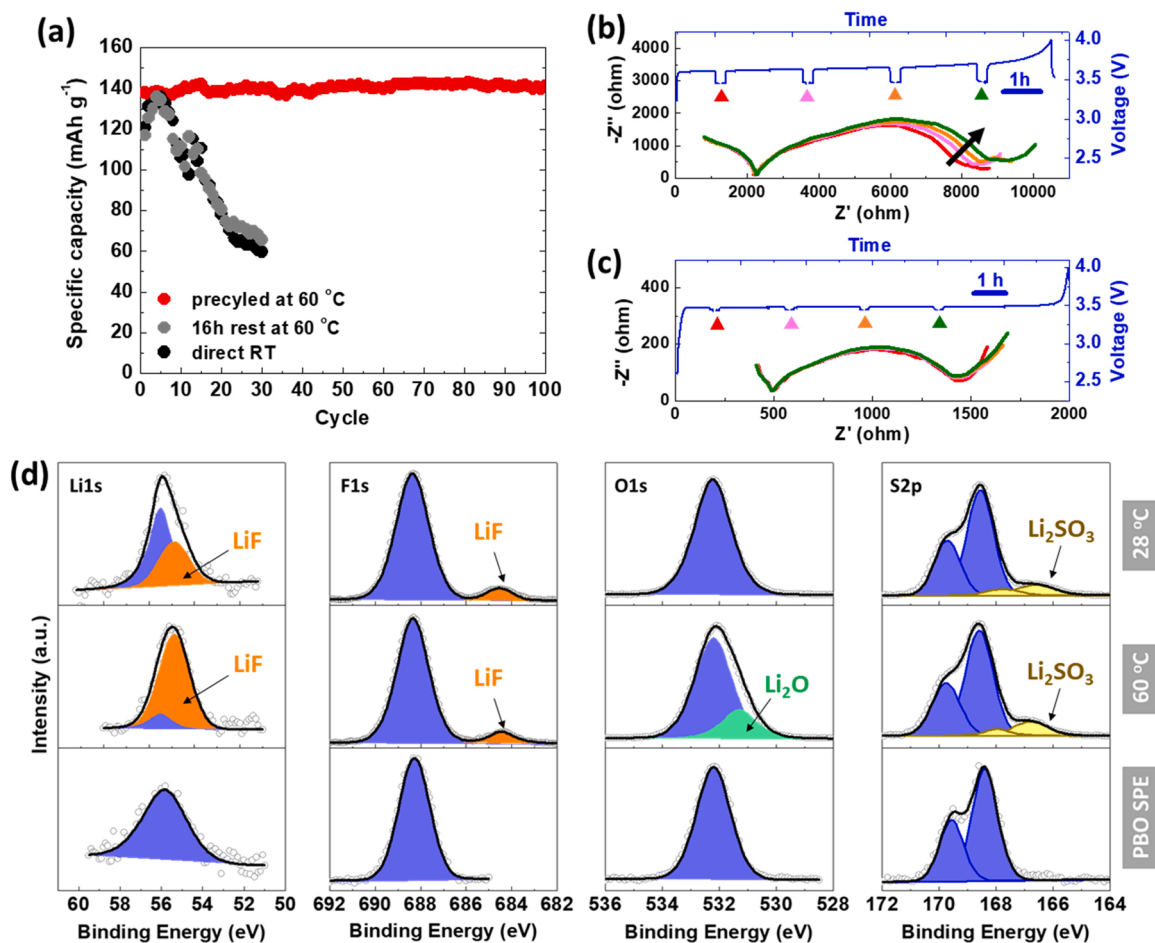 (a)
160
140
120
100
80
60
40
20
0
Specific capacity (mAh g⁻¹)
precyled at 60 °C
16h rest at 60 °C
direct RT
0 10 20 30 40 50 60 70 80 90 100
Cycle
(b)
Time
4000
3000
2000
1000
0
-Z'' (ohm)
1h
4.0
3.5
3.0
2.5
Voltage (V)
0 2000 4000 6000 8000 10000
Z' (ohm)
(c)
Time
400
200
0
-Z'' (ohm)
1 h
4.0
3.5
3.0
2.5
Voltage (V)
0 500 1000 1500 2000
Z' (ohm)
(d)
Intensity (a.u.)
Li1s
LiF
F1s
LiF
O1s
S2p
Li₂SO₃
28 °C
LiF
LiF
Li₂O
Li₂SO₃
60 °C
PBO SPE
60 58 56 54 52 50
692 690 688 686 684 682
536 534 532 530 528
172 170 168 166 164
Binding Energy (eV)
Binding Energy (eV)
Binding Energy (eV)
Binding Energy (eV)